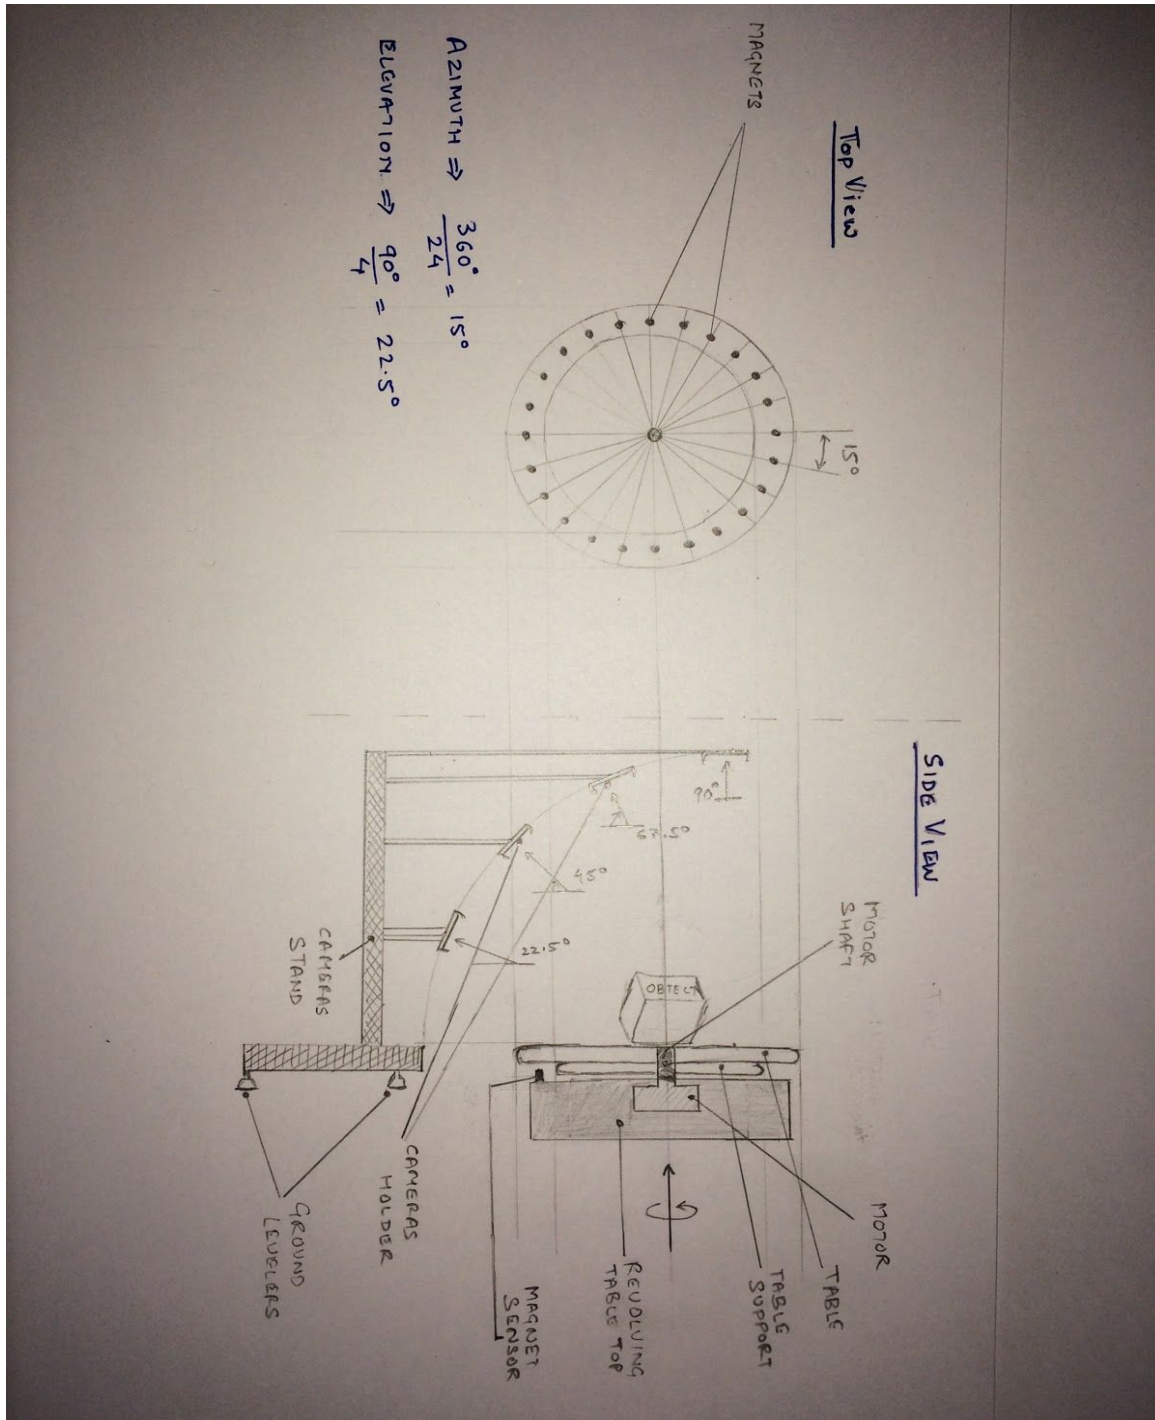 Top View
MAGNETS
15°
AZIMUTH ⇒ 360°/24 = 15°
ELEVATION ⇒ 90°/4 = 22.5°
SIDE VIEW
90°
67.5°
45°
22.5°
MOTOR
SHAFT
OBJECT
CAMERAS
STAND
CAMERAS
HOLDER
GROUND
LEVELERS
MOTOR
TABLE
TABLE
SUPPORT
REVOLVING
TABLE TOP
MAGNET
SENSOR